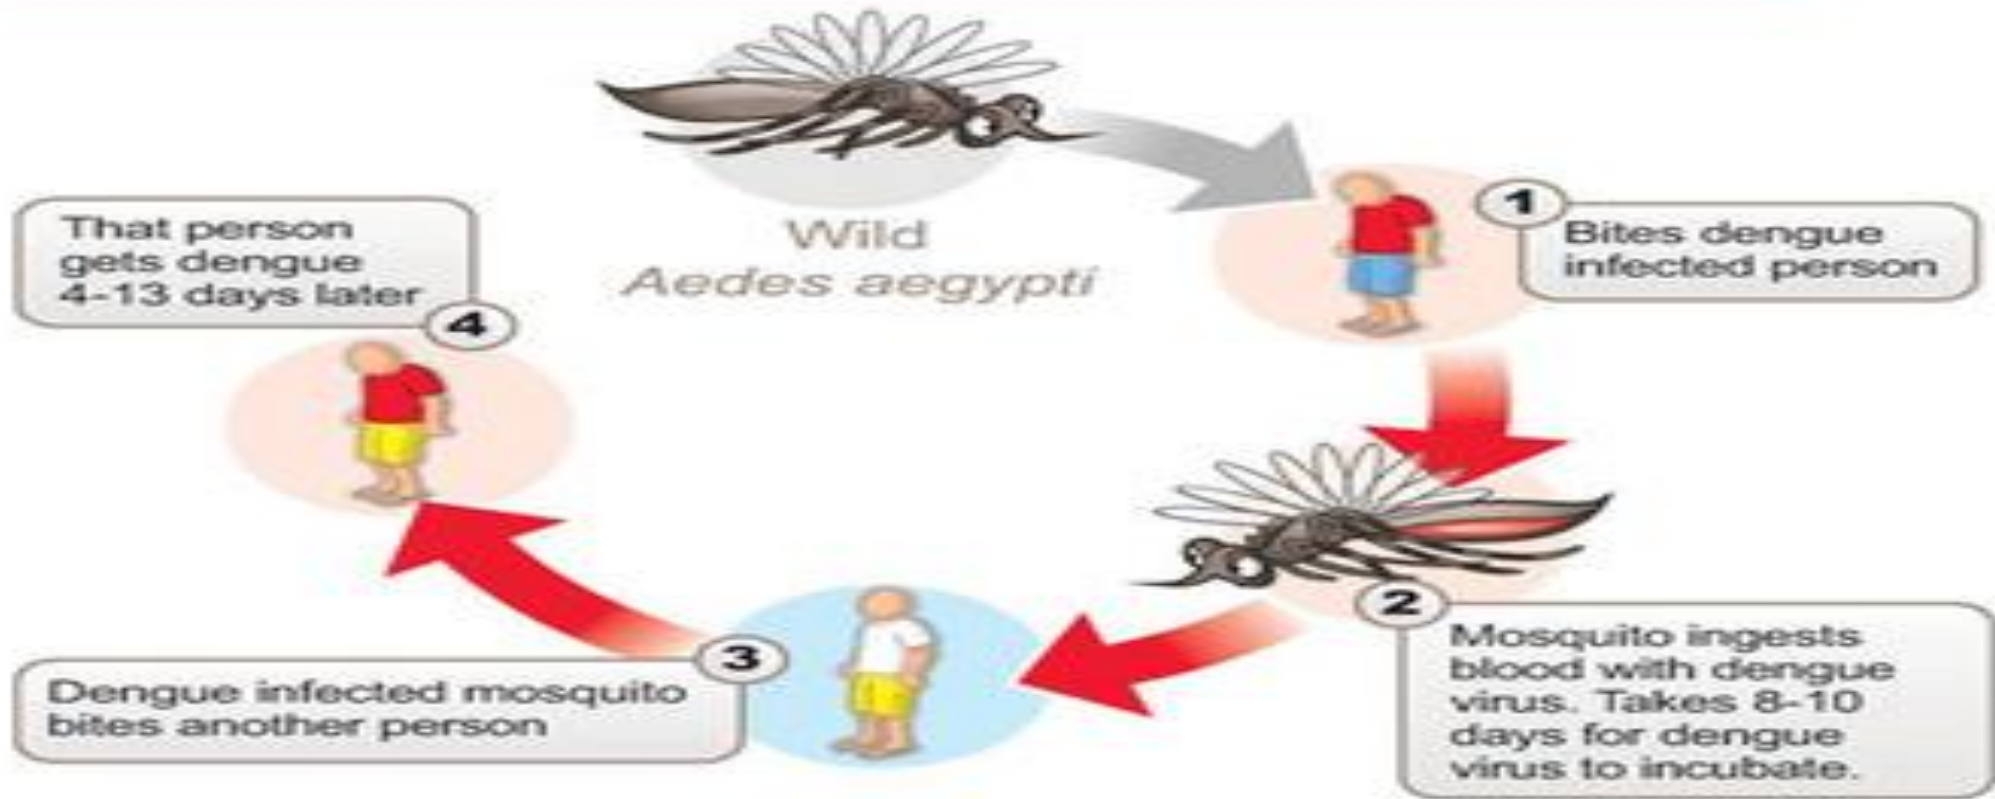 Wild
Aedes aegypti
1
Bites dengue
infected person
2
Mosquito ingests
blood with dengue
virus. Takes 8-10
days for dengue
virus to incubate.
3
Dengue infected mosquito
bites another person
4
That person
gets dengue
4-13 days later